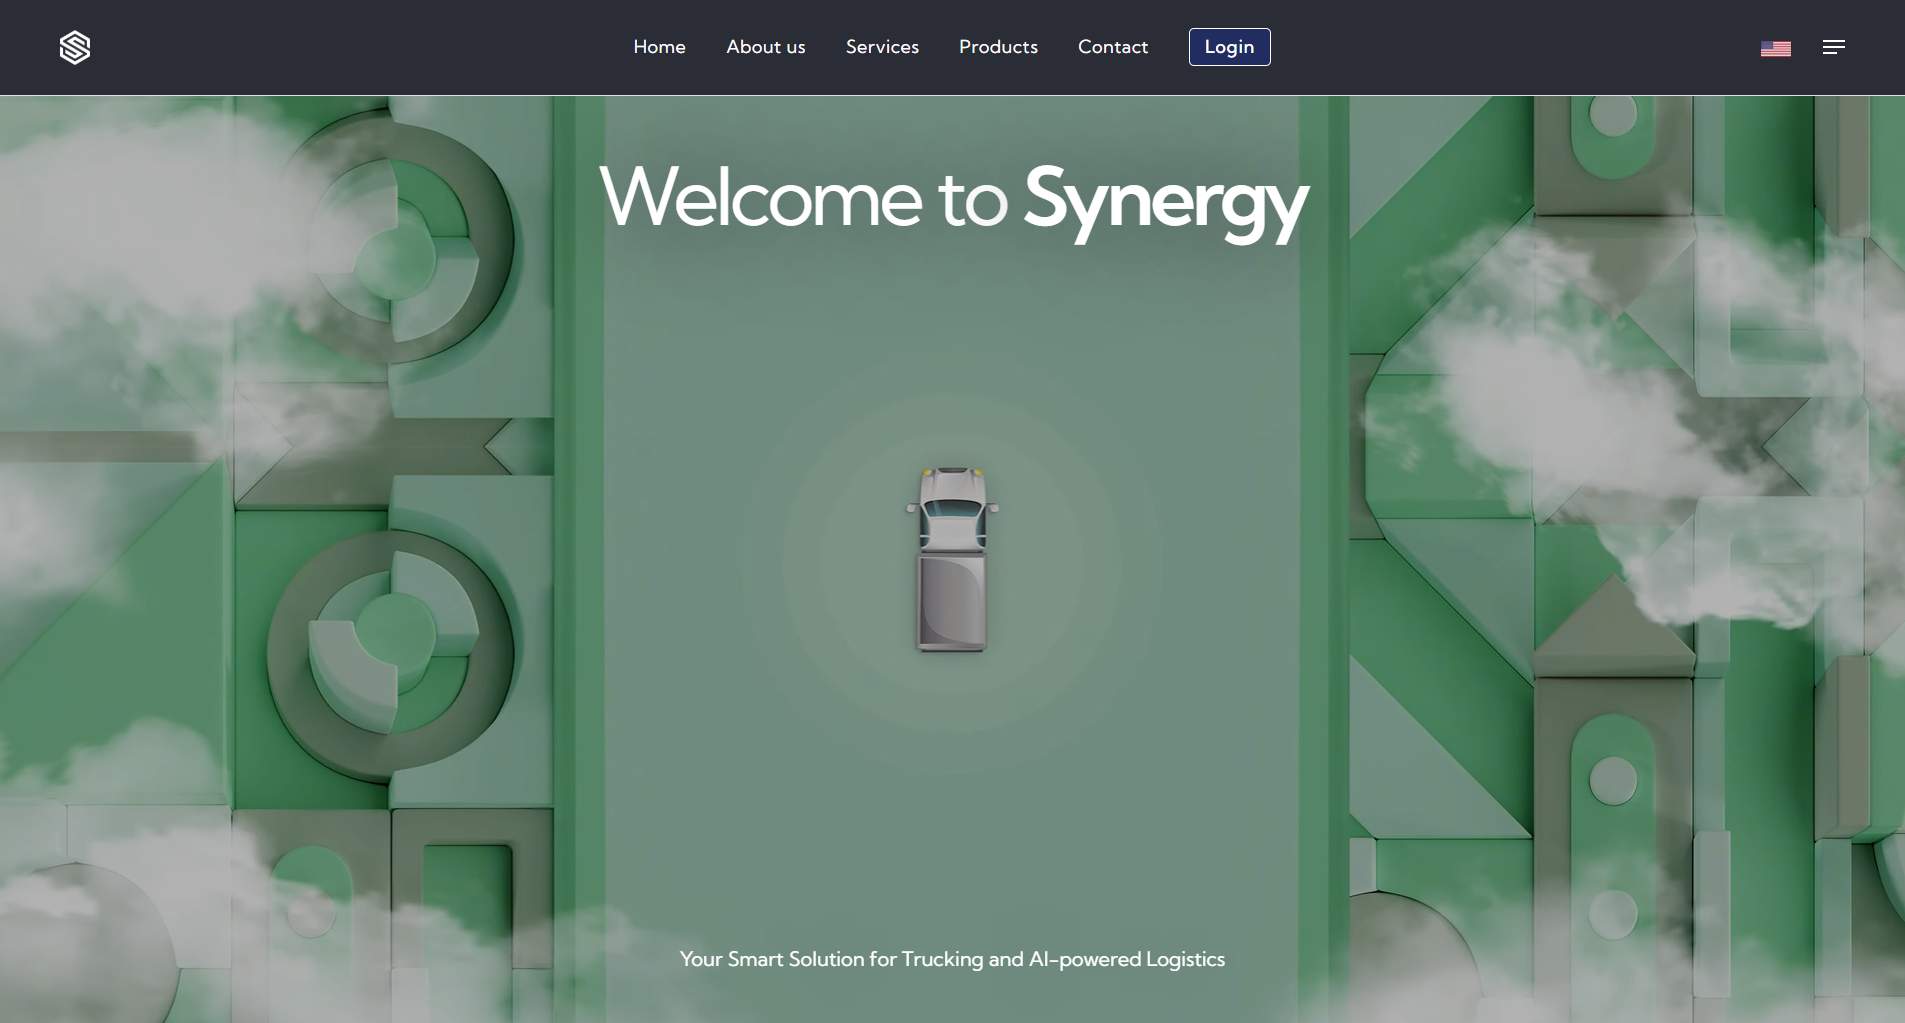 Home About us Services Products Contact Login
Welcome to Synergy
Your Smart Solution for Trucking and AI-powered Logistics